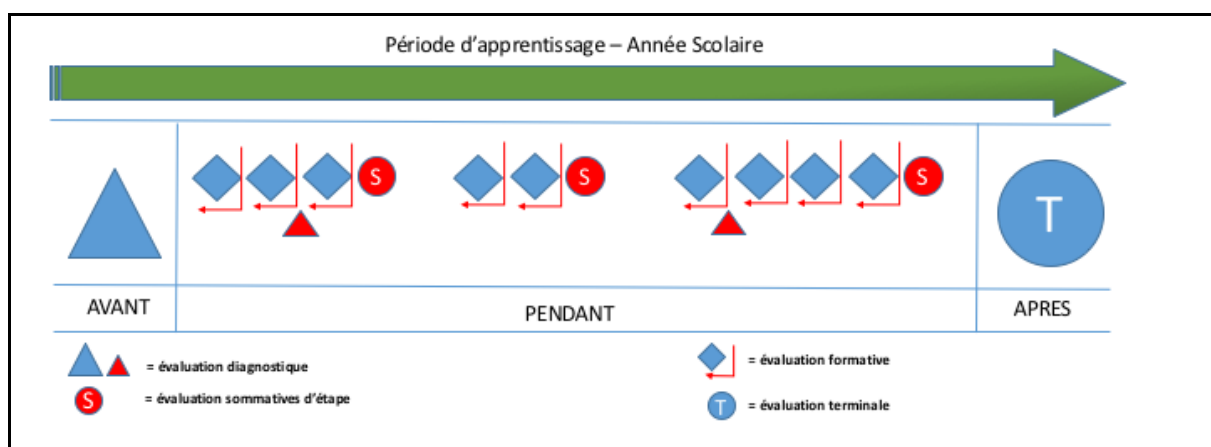 Période d'apprentissage – Année Scolaire
S S S
T
AVANT PENDANT APRES
= évaluation diagnostique
= évaluation formative
S = évaluation sommatives d'étape
T = évaluation terminale